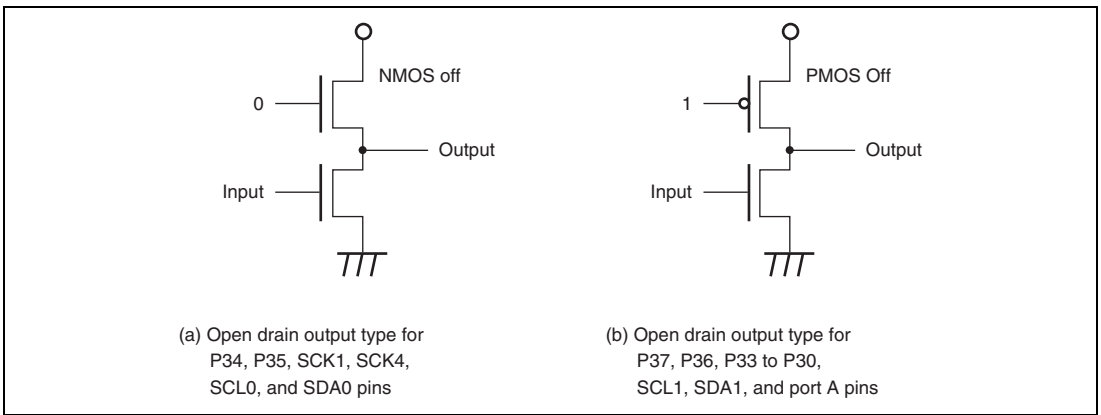 NMOS off
0
Output
Input
(a) Open drain output type for
P34, P35, SCK1, SCK4,
SCL0, and SDA0 pins
PMOS Off
1
Output
Input
(b) Open drain output type for
P37, P36, P33 to P30,
SCL1, SDA1, and port A pins